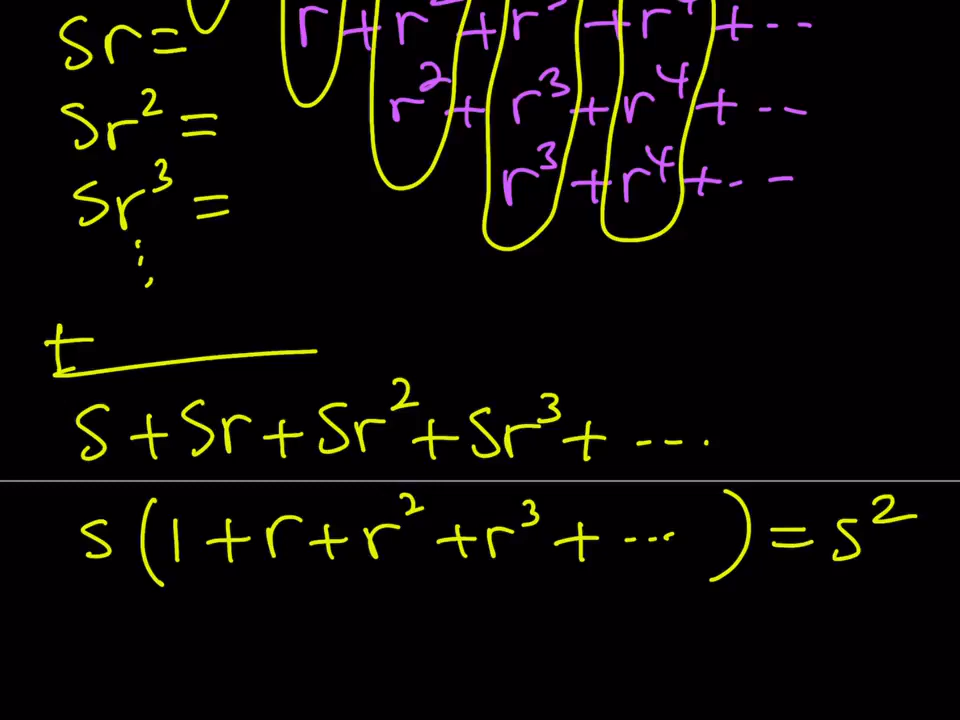 Sr = r + r² + r³ + r⁴ + ...
Sr² = r² + r³ + r⁴ + ...
Sr³ = r³ + r⁴ + ...
⋮
+
S + Sr + Sr² + Sr³ + ...
S (1 + r + r² + r³ + ...) = S²